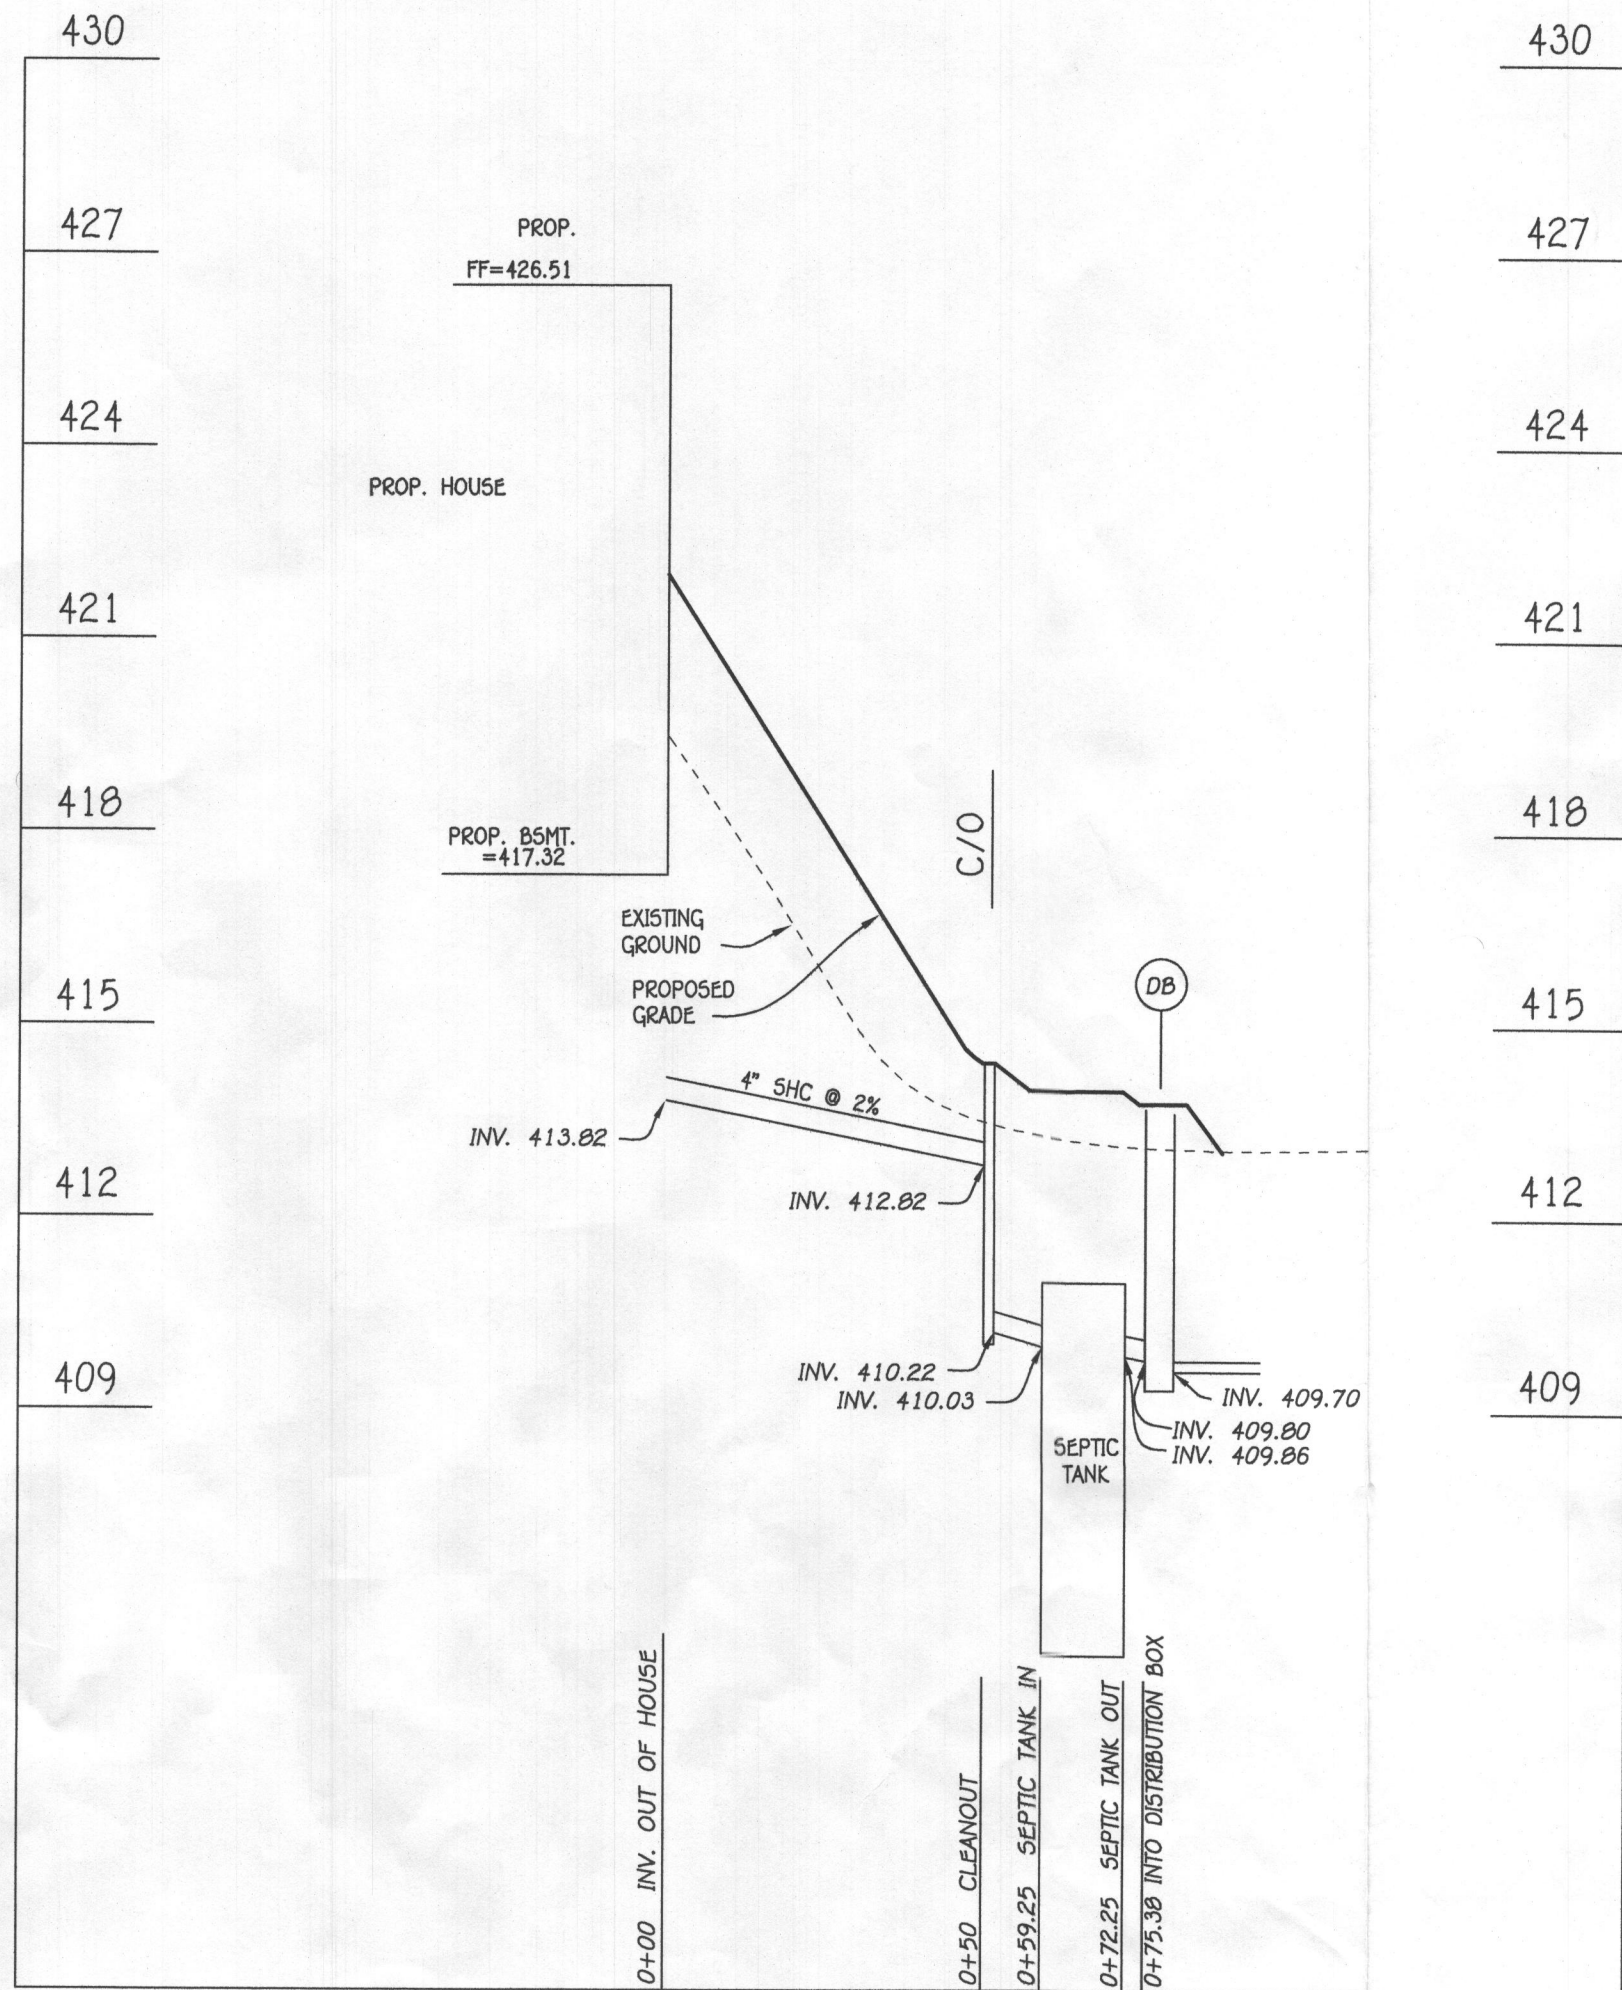 430
430
427
427
PROP.
FF=426.51
424
424
PROP. HOUSE
421
421
418
418
C/O
PROP. BSMT.
=417.32
EXISTING
GROUND
PROPOSED
GRADE
415
415
DB
4" SHC @ 2%
INV. 413.82
412
412
INV. 412.82
409
409
INV. 410.22
INV. 410.03
INV. 409.70
INV. 409.80
INV. 409.86
SEPTIC
TANK
0+00 INV. OUT OF HOUSE
0+50 CLEANOUT
0+59.25 SEPTIC TANK IN
0+72.25 SEPTIC TANK OUT
0+75.38 INTO DISTRIBUTION BOX